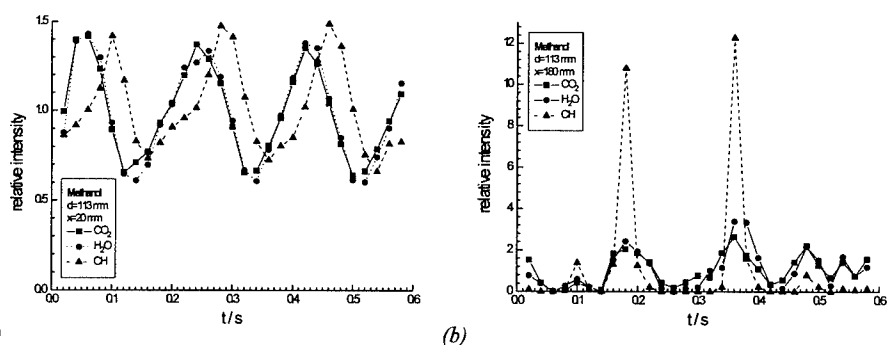 relative intensity
1.5
1.0
0.5
0.0
Methanol
d=113mm
x=20mm
CO₂
H₂O
CH
0.0 0.1 0.2 0.3 0.4 0.5 0.6
t / s
(b)
relative intensity
12
10
8
6
4
2
0
Methanol
d=113mm
x=180mm
CO₂
H₂O
CH
0.0 0.1 0.2 0.3 0.4 0.5 0.6
t / s